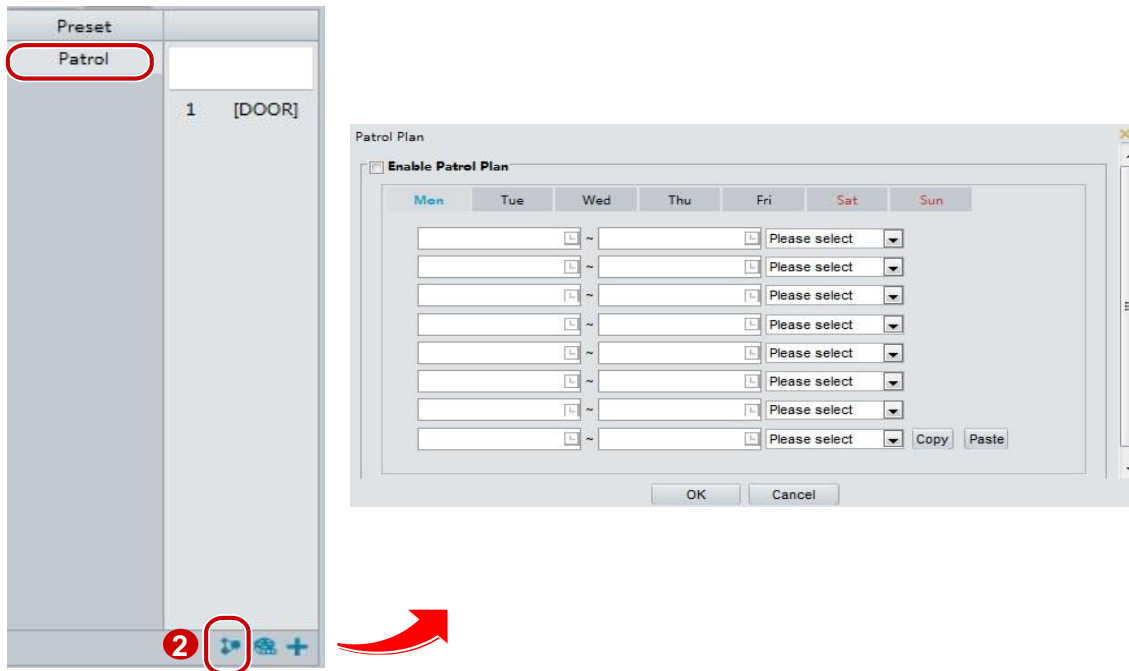 Preset
Patrol
1 [DOOR]
2
Patrol Plan
Enable Patrol Plan
Mon Tue Wed Thu Fri Sat Sun
~ Please select
~ Please select
~ Please select
~ Please select
~ Please select
~ Please select
~ Please select
~ Please select Copy Paste
OK Cancel